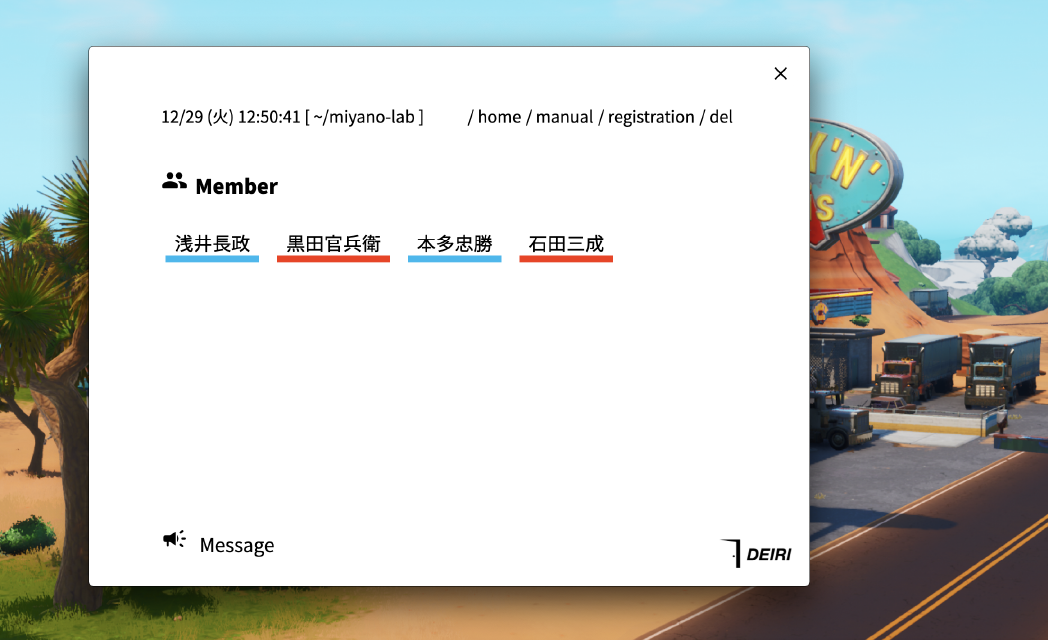 12/29 (火) 12:50:41 [ ~/miyano-lab ] / home / manual / registration / del
Member
浅井長政 黒田官兵衛 本多忠勝 石田三成
Message
DEIRI